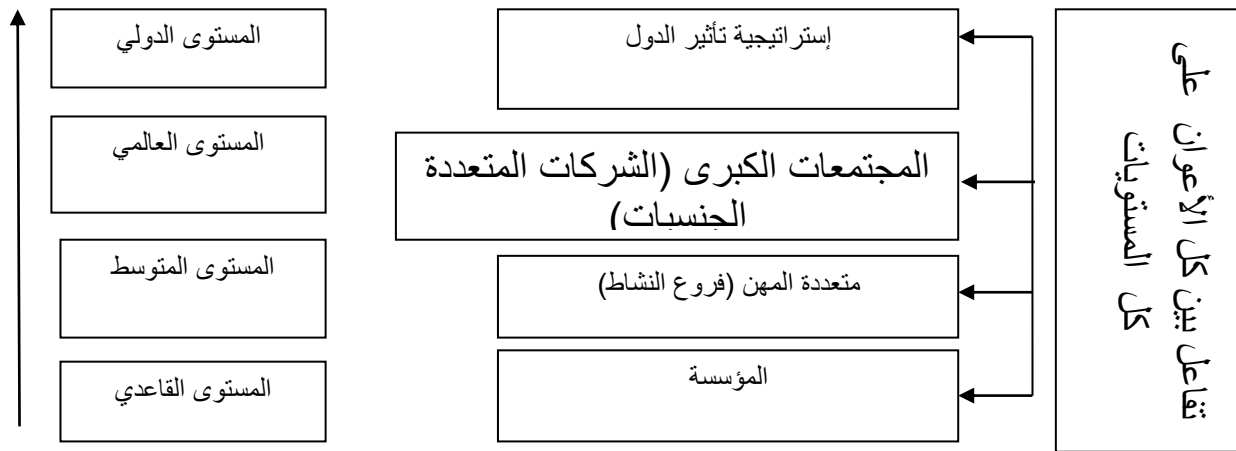 إستراتيجية تأثير الدول
المستوى الدولي
المجتمعات الكبرى (الشركات المتعددة
الجنسيات)
المستوى العالمي
متعددة المهن (فروع النشاط)
المستوى المتوسط
المؤسسة
المستوى القاعدي
تفاعل بين كل الأعوان على
كل المستويات